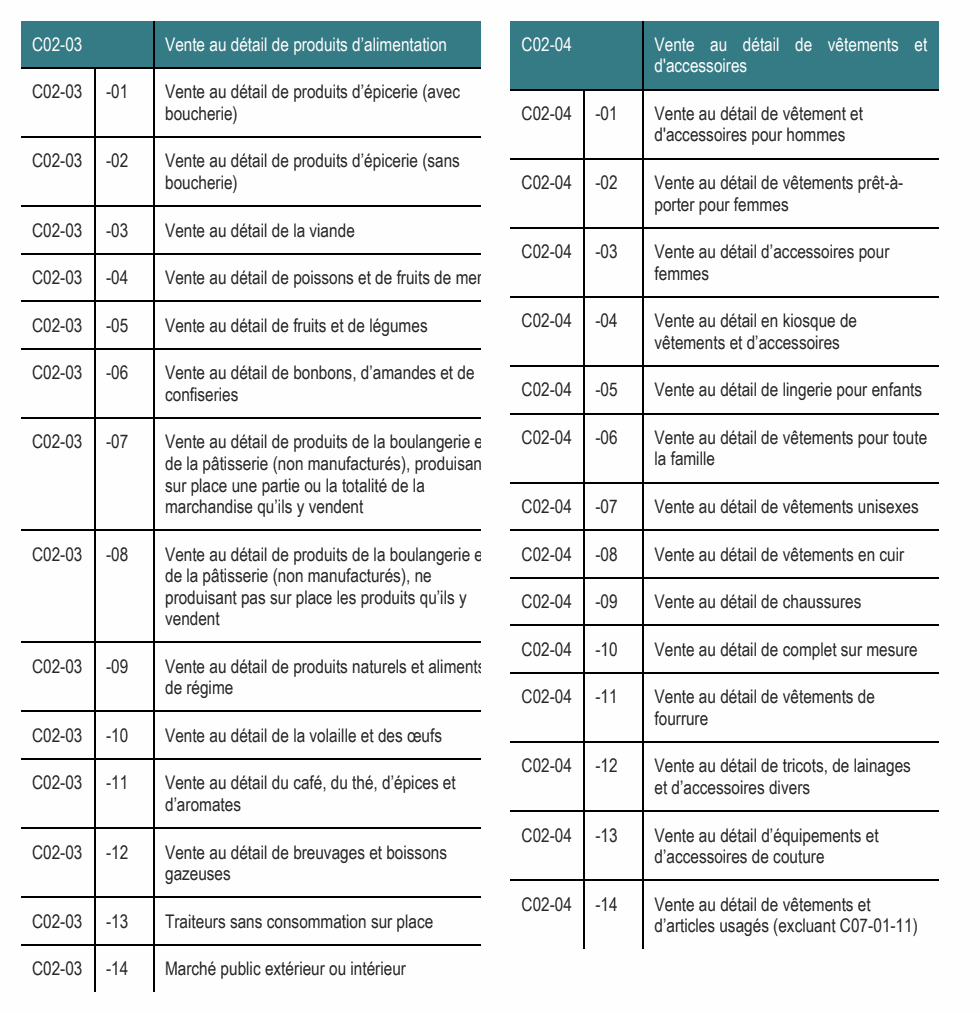 C02-03 Vente au détail de produits d’alimentation
C02-03 -01 Vente au détail de produits d’épicerie (avec
boucherie)
C02-03 -02 Vente au détail de produits d’épicerie (sans
boucherie)
C02-03 -03 Vente au détail de la viande
C02-03 -04 Vente au détail de poissons et de fruits de mer
C02-03 -05 Vente au détail de fruits et de légumes
C02-03 -06 Vente au détail de bonbons, d’amandes et de
confiseries
C02-03 -07 Vente au détail de produits de la boulangerie e
de la pâtisserie (non manufacturés), produisan
sur place une partie ou la totalité de la
marchandise qu’ils y vendent
C02-03 -08 Vente au détail de produits de la boulangerie e
de la pâtisserie (non manufacturés), ne
produisant pas sur place les produits qu’ils y
vendent
C02-03 -09 Vente au détail de produits naturels et aliments
de régime
C02-03 -10 Vente au détail de la volaille et des œufs
C02-03 -11 Vente au détail du café, du thé, d’épices et
d’aromates
C02-03 -12 Vente au détail de breuvages et boissons
gazeuses
C02-03 -13 Traiteurs sans consommation sur place
C02-03 -14 Marché public extérieur ou intérieur
C02-04 Vente au détail de vêtements et
d'accessoires
C02-04 -01 Vente au détail de vêtement et
d'accessoires pour hommes
C02-04 -02 Vente au détail de vêtements prêt-à-
porter pour femmes
C02-04 -03 Vente au détail d’accessoires pour
femmes
C02-04 -04 Vente au détail en kiosque de
vêtements et d’accessoires
C02-04 -05 Vente au détail de lingerie pour enfants
C02-04 -06 Vente au détail de vêtements pour toute
la famille
C02-04 -07 Vente au détail de vêtements unisexes
C02-04 -08 Vente au détail de vêtements en cuir
C02-04 -09 Vente au détail de chaussures
C02-04 -10 Vente au détail de complet sur mesure
C02-04 -11 Vente au détail de vêtements de
fourrure
C02-04 -12 Vente au détail de tricots, de lainages
et d’accessoires divers
C02-04 -13 Vente au détail d’équipements et
d’accessoires de couture
C02-04 -14 Vente au détail de vêtements et
d’articles usagés (excluant C07-01-11)